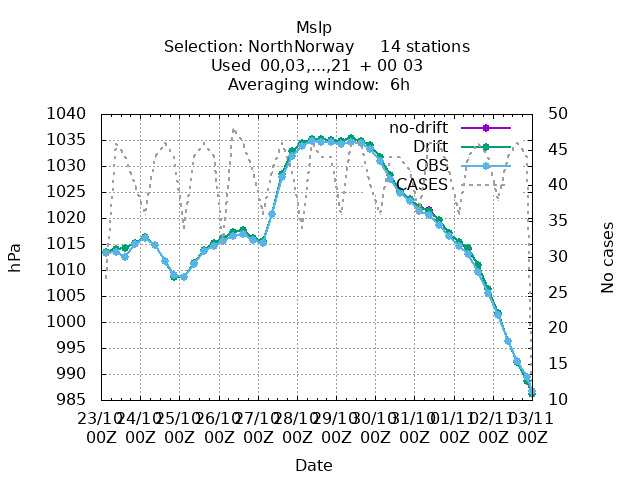 Mslp
Selection: NorthNorway 14 stations
Used 00,03,...,21 + 00 03
Averaging window: 6h
1040
1035
1030
1025
1020
1015
1010
1005
1000
995
990
985
50
45
40
35
30
25
20
15
10
hPa
No cases
no-drift
Drift
OBS
CASES
23/10 24/10 25/10 26/10 27/10 28/10 29/10 30/10 31/10 01/11 02/11 03/11
00Z 00Z 00Z 00Z 00Z 00Z 00Z 00Z 00Z 00Z 00Z 00Z
Date